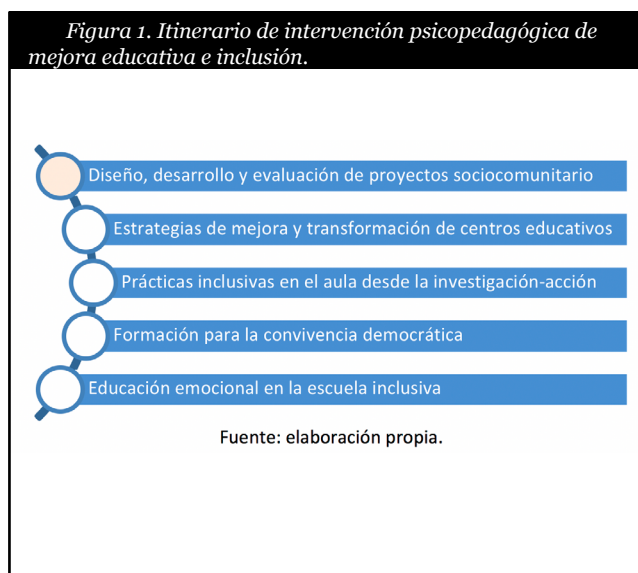 Figura 1. Itinerario de intervención psicopedagógica de
mejora educativa e inclusión.
Diseño, desarrollo y evaluación de proyectos sociocomunitario
Estrategias de mejora y transformación de centros educativos
Prácticas inclusivas en el aula desde la investigación-acción
Formación para la convivencia democrática
Educación emocional en la escuela inclusiva
Fuente: elaboración propia.